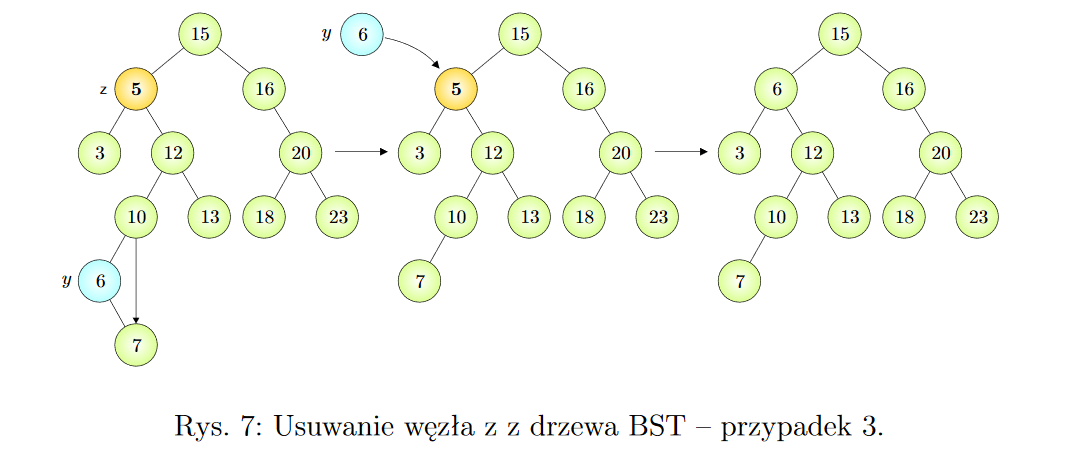 15 y 6 15 15
z 5 16 5 16 6 16
3 12 20 3 12 20 3 12 20
10 13 18 23 10 13 18 23 10 13 18 23
y 6 7 7
7
Rys. 7: Usuwanie węzła z z drzewa BST – przypadek 3.